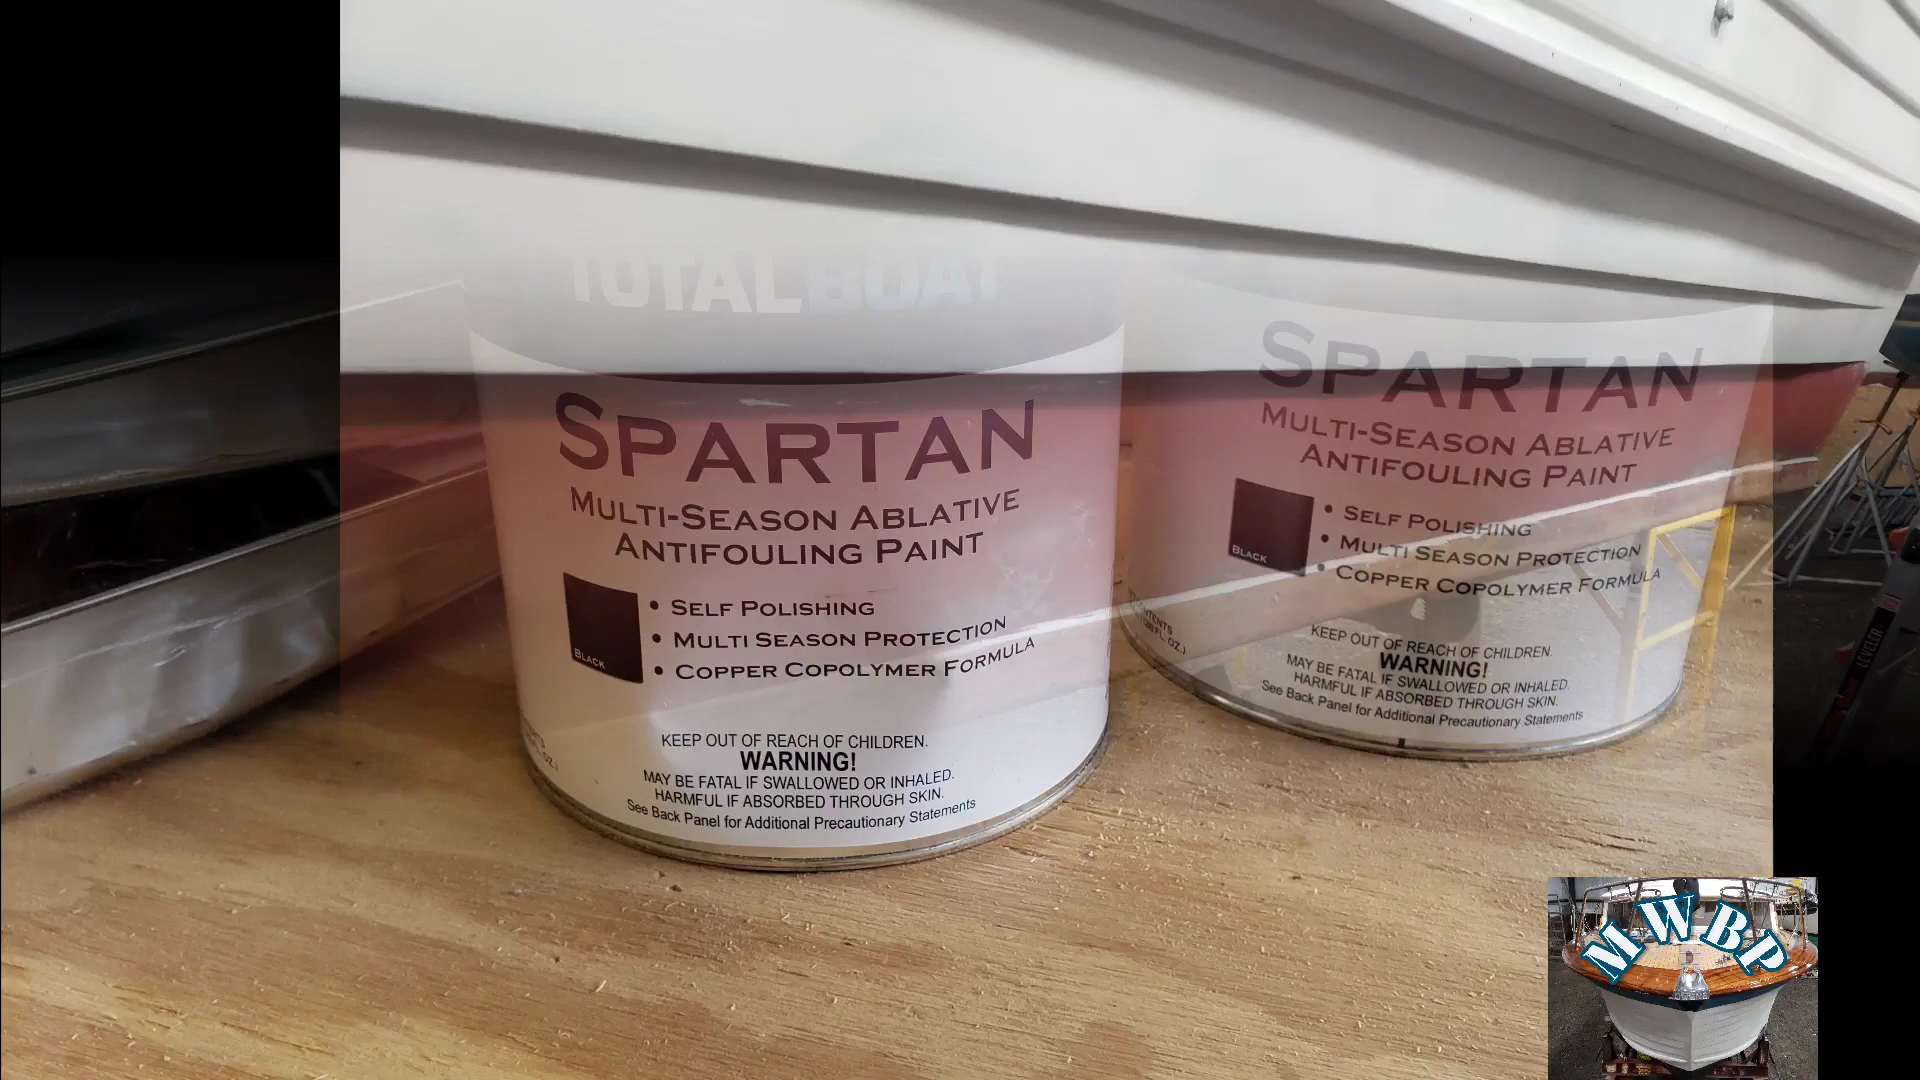 TOTALBOAT
SPARTAN
MULTI-SEASON ABLATIVE
ANTIFOULING PAINT
BLACK
• SELF POLISHING
• MULTI SEASON PROTECTION
• COPPER COPOLYMER FORMULA
KEEP OUT OF REACH OF CHILDREN.
WARNING!
MAY BE FATAL IF SWALLOWED OR INHALED.
HARMFUL IF ABSORBED THROUGH SKIN.
See Back Panel for Additional Precautionary Statements
SPARTAN
MULTI-SEASON ABLATIVE
ANTIFOULING PAINT
BLACK
• SELF POLISHING
• MULTI SEASON PROTECTION
• COPPER COPOLYMER FORMULA
KEEP OUT OF REACH OF CHILDREN.
WARNING!
MAY BE FATAL IF SWALLOWED OR INHALED.
HARMFUL IF ABSORBED THROUGH SKIN.
See Back Panel for Additional Precautionary Statements
MWBP